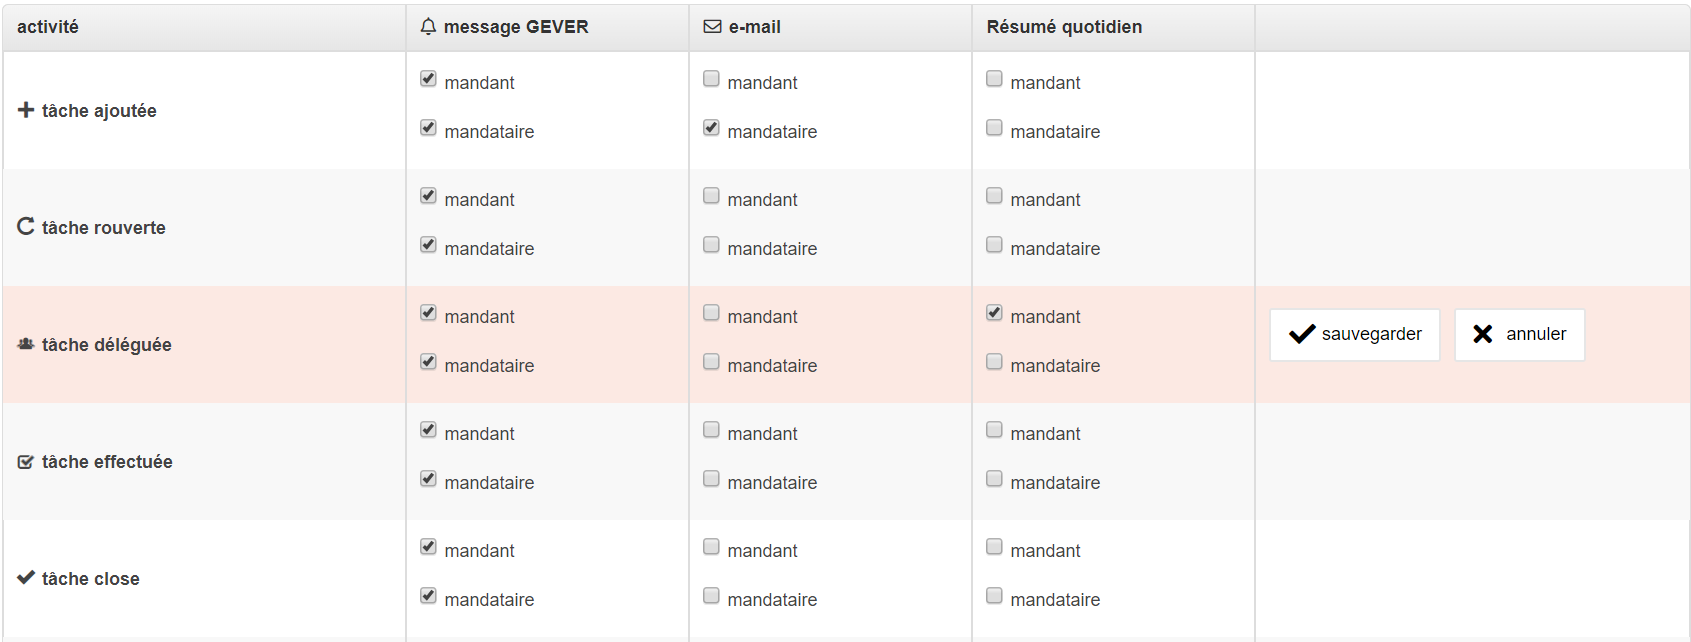 activité message GEVER e-mail Résumé quotidien
mandant mandant mandant
tâche ajoutée
mandataire mandataire mandataire
mandant mandant mandant
tâche rouverte
mandataire mandataire mandataire
mandant mandant mandant
tâche déléguée sauvegarder annuler
mandataire mandataire mandataire
mandant mandant mandant
tâche effectuée
mandataire mandataire mandataire
mandant mandant mandant
tâche close
mandataire mandataire mandataire